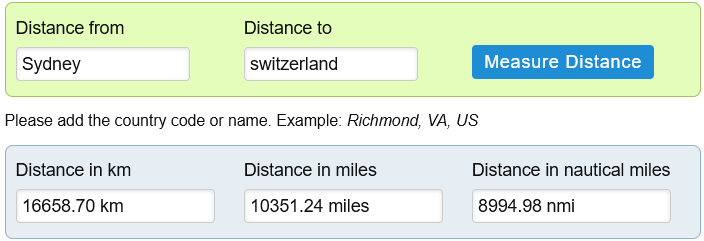 Distance from Distance to
Sydney switzerland Measure Distance
Please add the country code or name. Example: Richmond, VA, US
Distance in km Distance in miles Distance in nautical miles
16658.70 km 10351.24 miles 8994.98 nmi